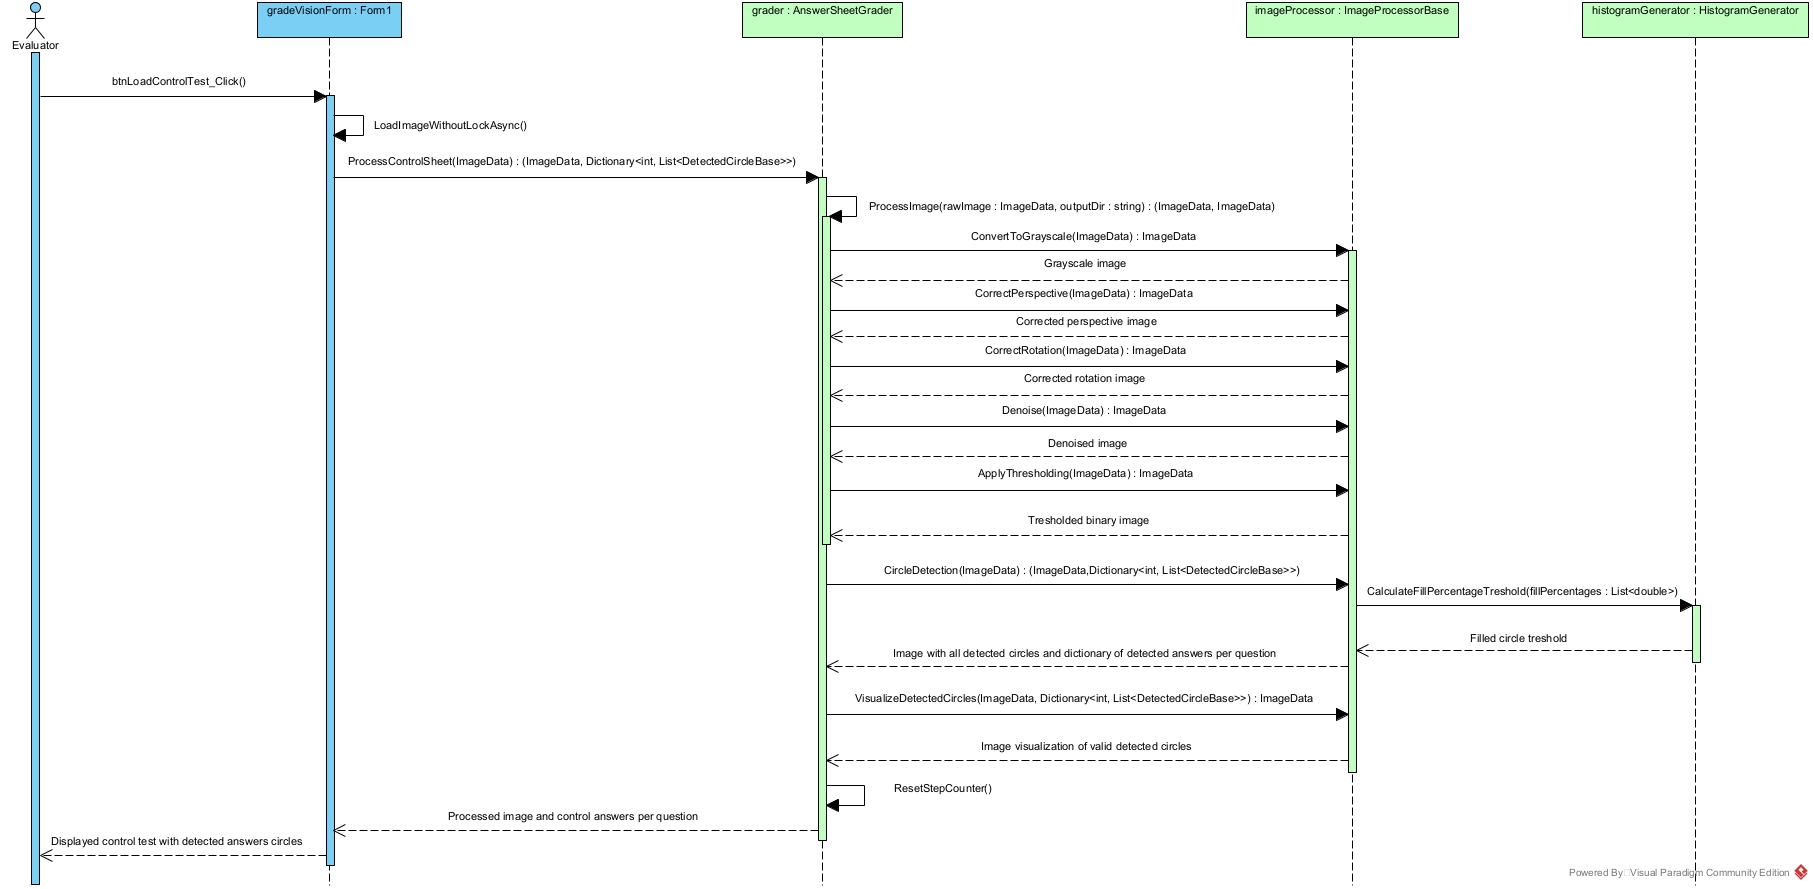 gradeVisionForm : Form1
grader : AnswerSheetGrader
imageProcessor : ImageProcessorBase
histogramGenerator : HistogramGenerator
Evaluator
btnLoadControlTest_Click()
LoadImageWithoutLockAsync()
ProcessControlSheet(ImageData) : (ImageData, Dictionary<int, List<DetectedCircleBase>>)
ProcessImage(rawImage : ImageData, outputDir : string) : (ImageData, ImageData)
ConvertToGrayscale(ImageData) : ImageData
Grayscale image
CorrectPerspective(ImageData) : ImageData
Corrected perspective image
CorrectRotation(ImageData) : ImageData
Corrected rotation image
Denoise(ImageData) : ImageData
Denoised image
ApplyThresholding(ImageData) : ImageData
Tresholded binary image
CircleDetection(ImageData) : (ImageData,Dictionary<int, List<DetectedCircleBase>>)
CalculateFillPercentageTreshold(fillPercentages : List<double>)
Filled circle treshold
Image with all detected circles and dictionary of detected answers per question
VisualizeDetectedCircles(ImageData, Dictionary<int, List<DetectedCircleBase>>) : ImageData
Image visualization of valid detected circles
ResetStepCounter()
Processed image and control answers per question
Displayed control test with detected answers circles
Powered By Visual Paradigm Community Edition